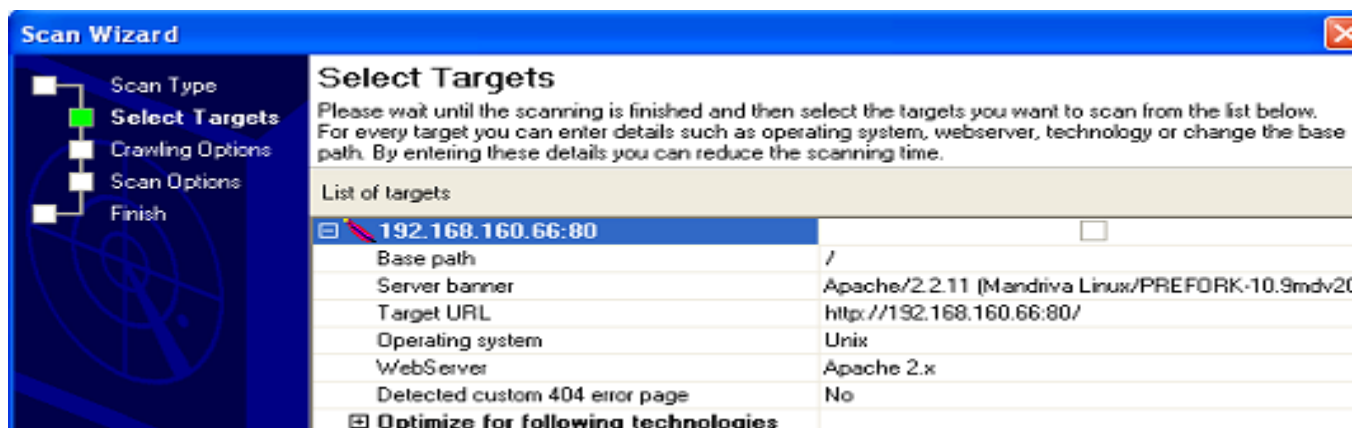 Scan Wizard
Scan Type
Select Targets
Crawling Options
Scan Options
Finish
Select Targets
Please wait until the scanning is finished and then select the targets you want to scan from the list below.
For every target you can enter details such as operating system, webserver, technology or change the base
path. By entering these details you can reduce the scanning time.
List of targets
192.168.160.66:80
Base path /
Server banner Apache/2.2.11 (Mandriva Linux/PREFORK-10.9mdv20
Target URL http://192.168.160.66:80/
Operating system Unix
WebServer Apache 2.x
Detected custom 404 error page No
Optimize for following technologies